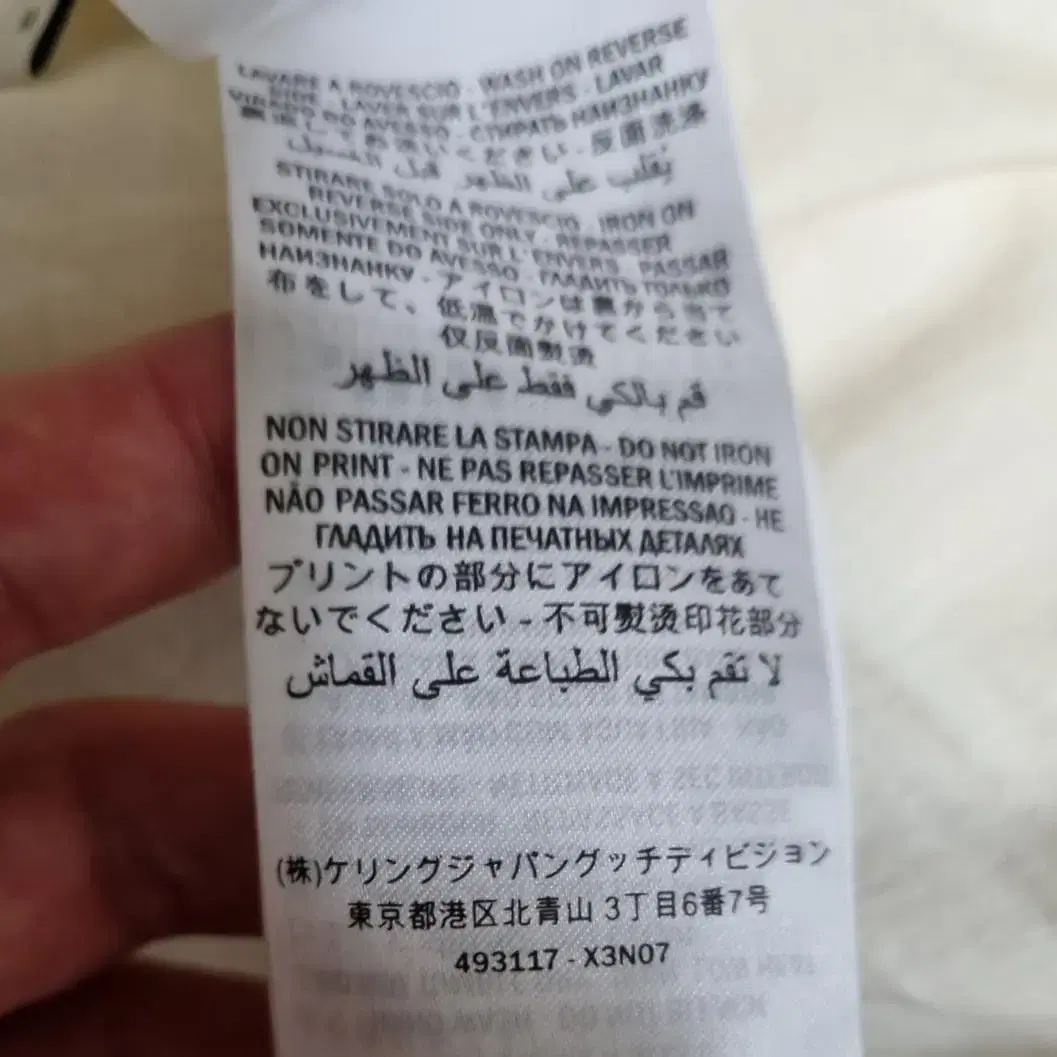 LAVARE A ROVESCIO - WASH ON REVERSE
SIDE - LAVER SUR L'ENVERS - LAVAR
VIRADO DO AVESSO - СТИРАТЬ НАИЗНАНКУ
裏返してお洗いください - 反面洗涤
يُقلب على الظهر قبل الغسيل
STIRARE SOLO A ROVESCIO - IRON ON
REVERSE SIDE ONLY - REPASSER
EXCLUSIVEMENT SUR L'ENVERS - PASSAR
SOMENTE DO AVESSO - ГЛАДИТЬ ТОЛЬКО
НАИЗНАНКУ - アイロンは裏から当て
布をして、低温でかけてください
仅反面熨烫
قم بالكي فقط على الظهر
NON STIRARE LA STAMPA - DO NOT IRON
ON PRINT - NE PAS REPASSER L'IMPRIME
NÃO PASSAR FERRO NA IMPRESSAO - НЕ
ГЛАДИТЬ НА ПЕЧАТНЫХ ДЕТАЛЯХ
プリントの部分にアイロンをあて
ないでください - 不可熨烫印花部分
لا تقم بكي الطباعة على القماش
(株)ケリングジャパングッチディビジョン
東京都港区北青山 3丁目6番7号
493117 - X3N07